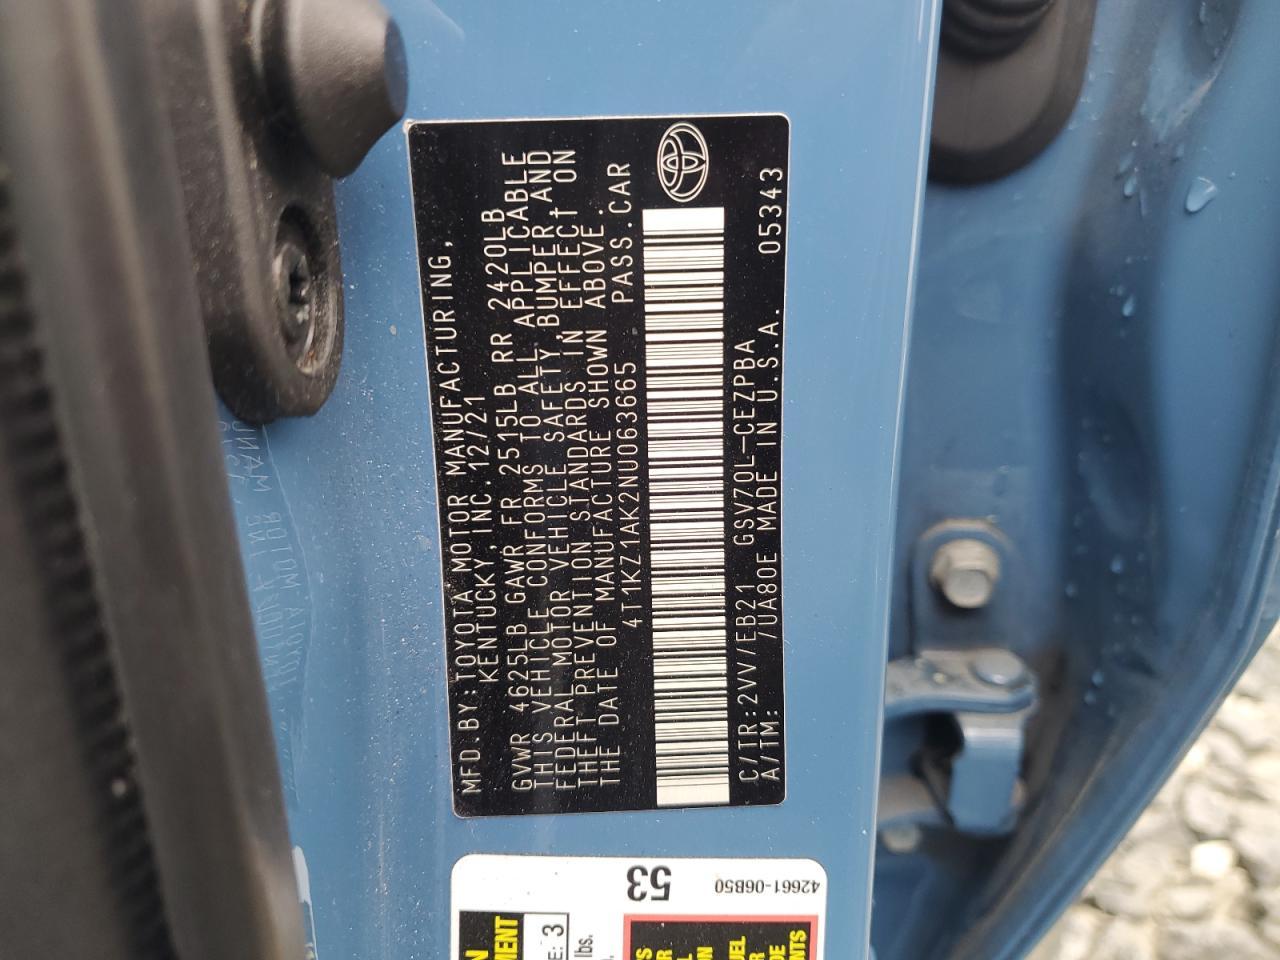 MFD.BY:TOYOTA MOTOR MANUFACTURING,
KENTUCKY,INC. 12/21
GVWR 4625LB GAWR FR 2515LB RR 2420LB
THIS VEHICLE CONFORMS TO ALL APPLICABLE
FEDERAL MOTOR VEHICLE SAFETY, BUMPER, AND
THEFT PREVENTION STANDARDS IN EFFECT ON
THE DATE OF MANUFACTURE SHOWN ABOVE.
4T1KZ1AK2NU063665 PASS.CAR
C/TR:2VV/EB21 GSV70L-CEZPBA 05343
A/TM: /UA80E MADE IN U.S.A.
53
42661-06B50
3
lbs.